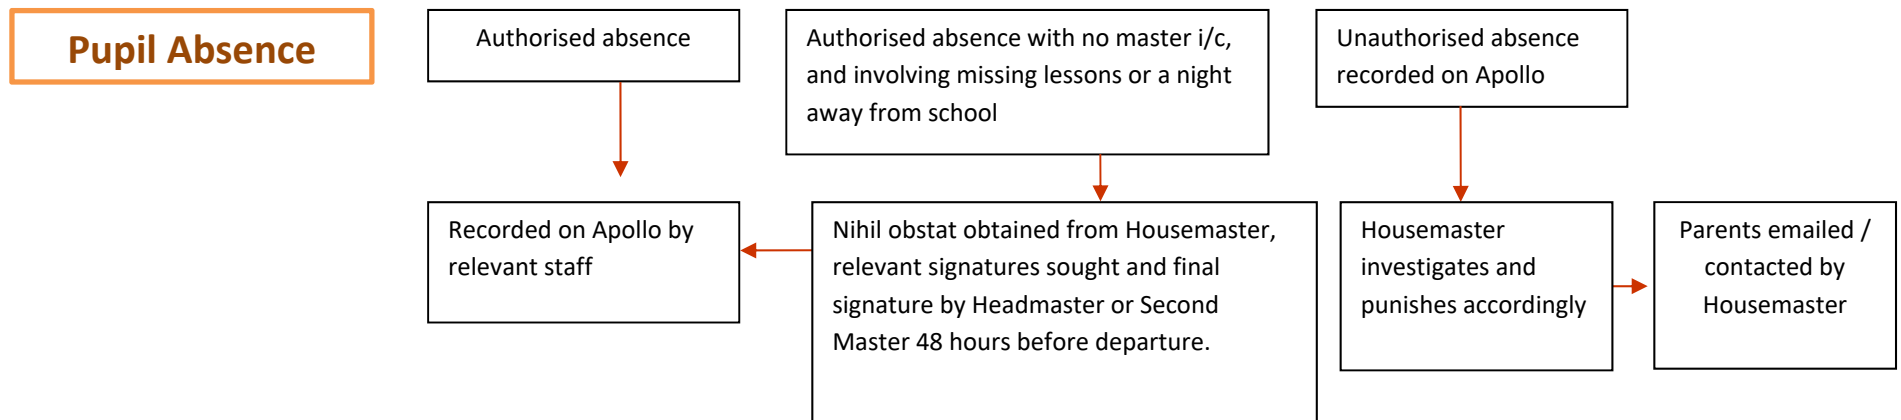 Pupil Absence
Authorised absence
Authorised absence with no master i/c,
and involving missing lessons or a night
away from school
Unauthorised absence
recorded on Apollo
Recorded on Apollo by
relevant staff
Nihil obstat obtained from Housemaster,
relevant signatures sought and final
signature by Headmaster or Second
Master 48 hours before departure.
Housemaster
investigates and
punishes accordingly
Parents emailed /
contacted by
Housemaster